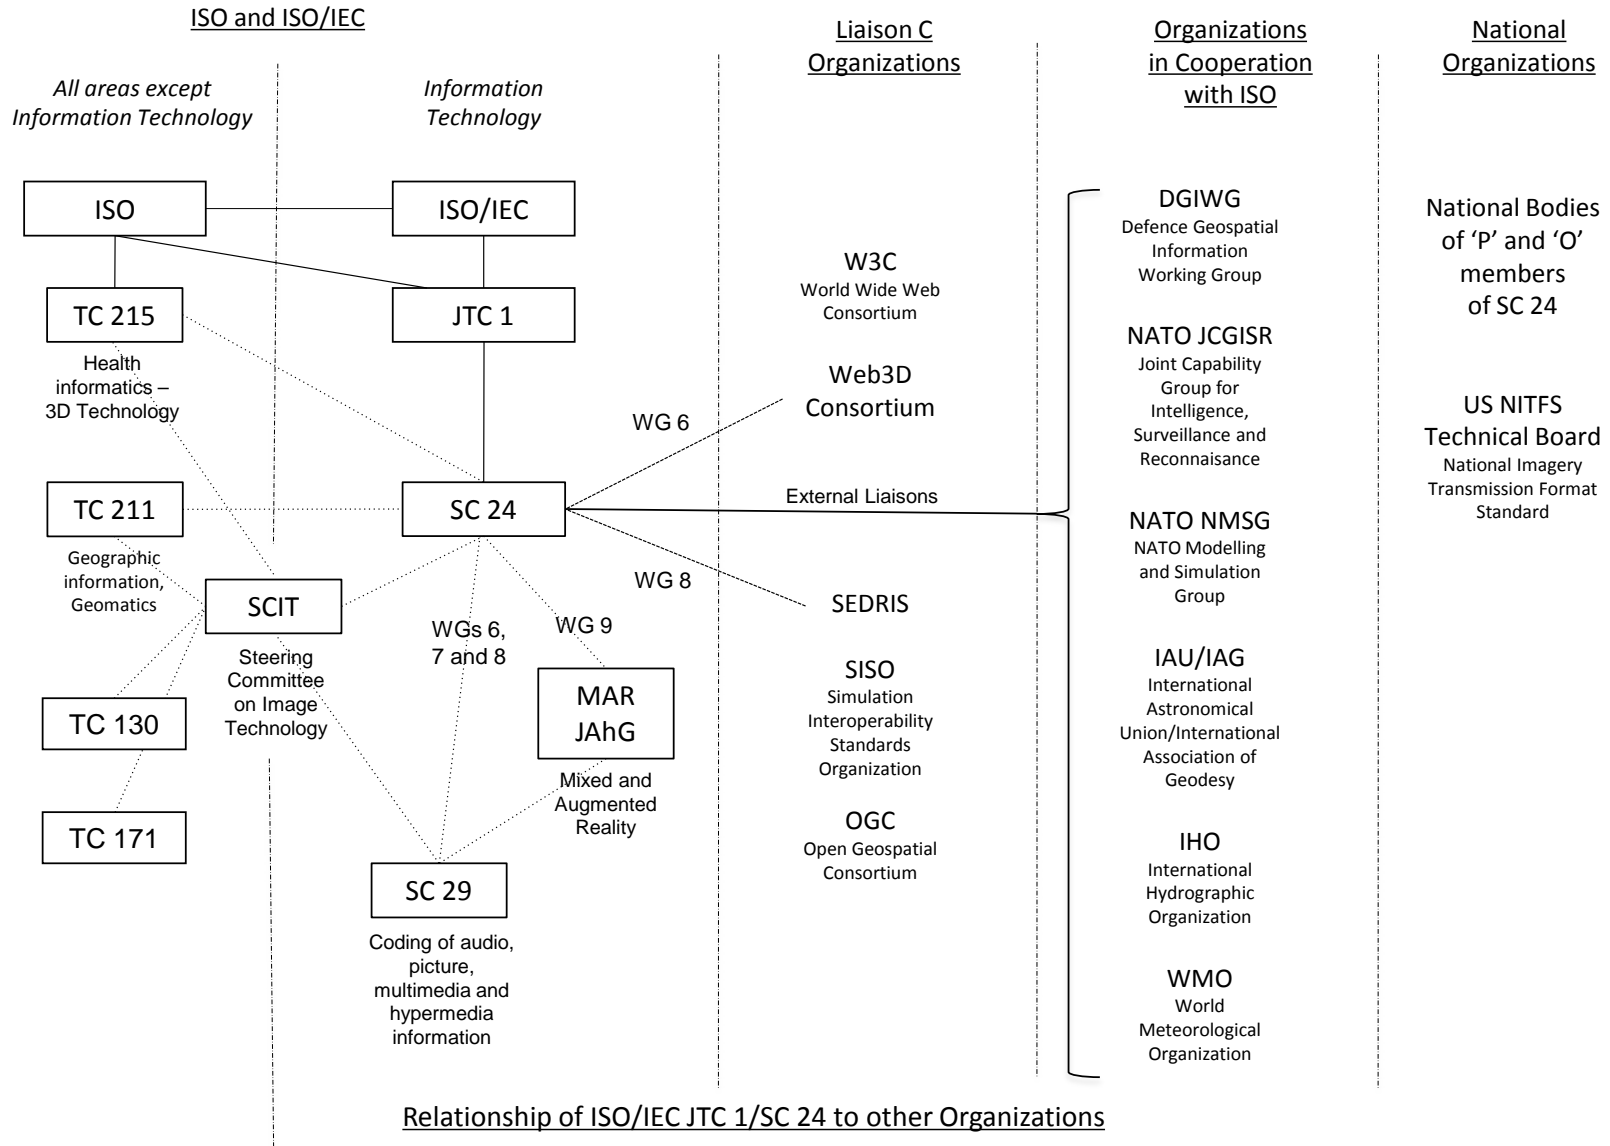 ISO and ISO/IEC
All areas except
Information Technology
Information
Technology
ISO
ISO/IEC
TC 215
JTC 1
Health
informatics –
3D Technology
TC 211
SC 24
Geographic
information,
Geomatics
SCIT
Steering
Committee
on Image
Technology
WGs 6,
7 and 8
WG 9
MAR
JAhG
Mixed and
Augmented
Reality
TC 130
TC 171
SC 29
Coding of audio,
picture,
multimedia and
hypermedia
information
WG 6
External Liaisons
WG 8
Liaison C
Organizations
W3C
World Wide Web
Consortium
Web3D
Consortium
SEDRIS
SISO
Simulation
Interoperability
Standards
Organization
OGC
Open Geospatial
Consortium
Organizations
in Cooperation
with ISO
DGIWG
Defence Geospatial
Information
Working Group
NATO JCGISR
Joint Capability
Group for
Intelligence,
Surveillance and
Reconnaisance
NATO NMSG
NATO Modelling
and Simulation
Group
IAU/IAG
International
Astronomical
Union/International
Association of
Geodesy
IHO
International
Hydrographic
Organization
WMO
World
Meteorological
Organization
National
Organizations
National Bodies
of ‘P’ and ‘O’
members
of SC 24
US NITFS
Technical Board
National Imagery
Transmission Format
Standard
Relationship of ISO/IEC JTC 1/SC 24 to other Organizations